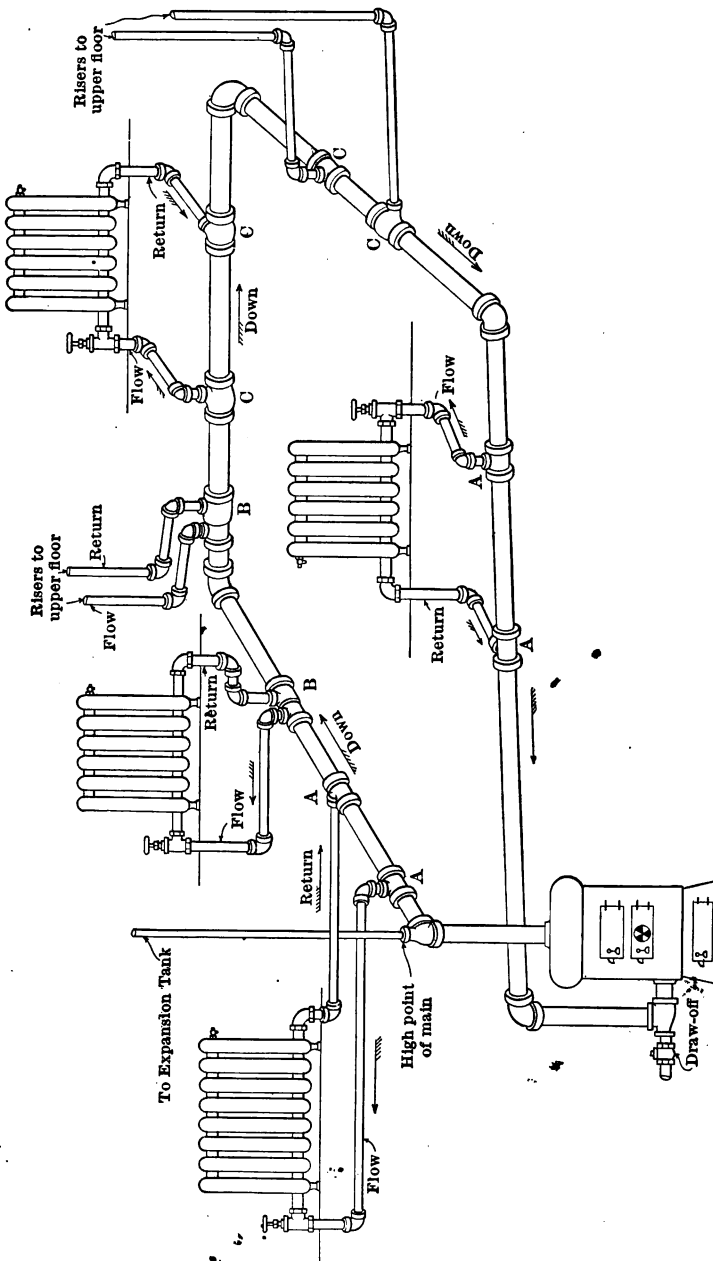 Risers to
upper floor
Return
Flow
Down
C
C
C
C
Down
Risers to
upper floor
Return
Flow
B
Flow
A
Return
A
Return
B
Down
Flow
A
Return
A
To Expansion Tank
High point
of main
Flow
Draw-off